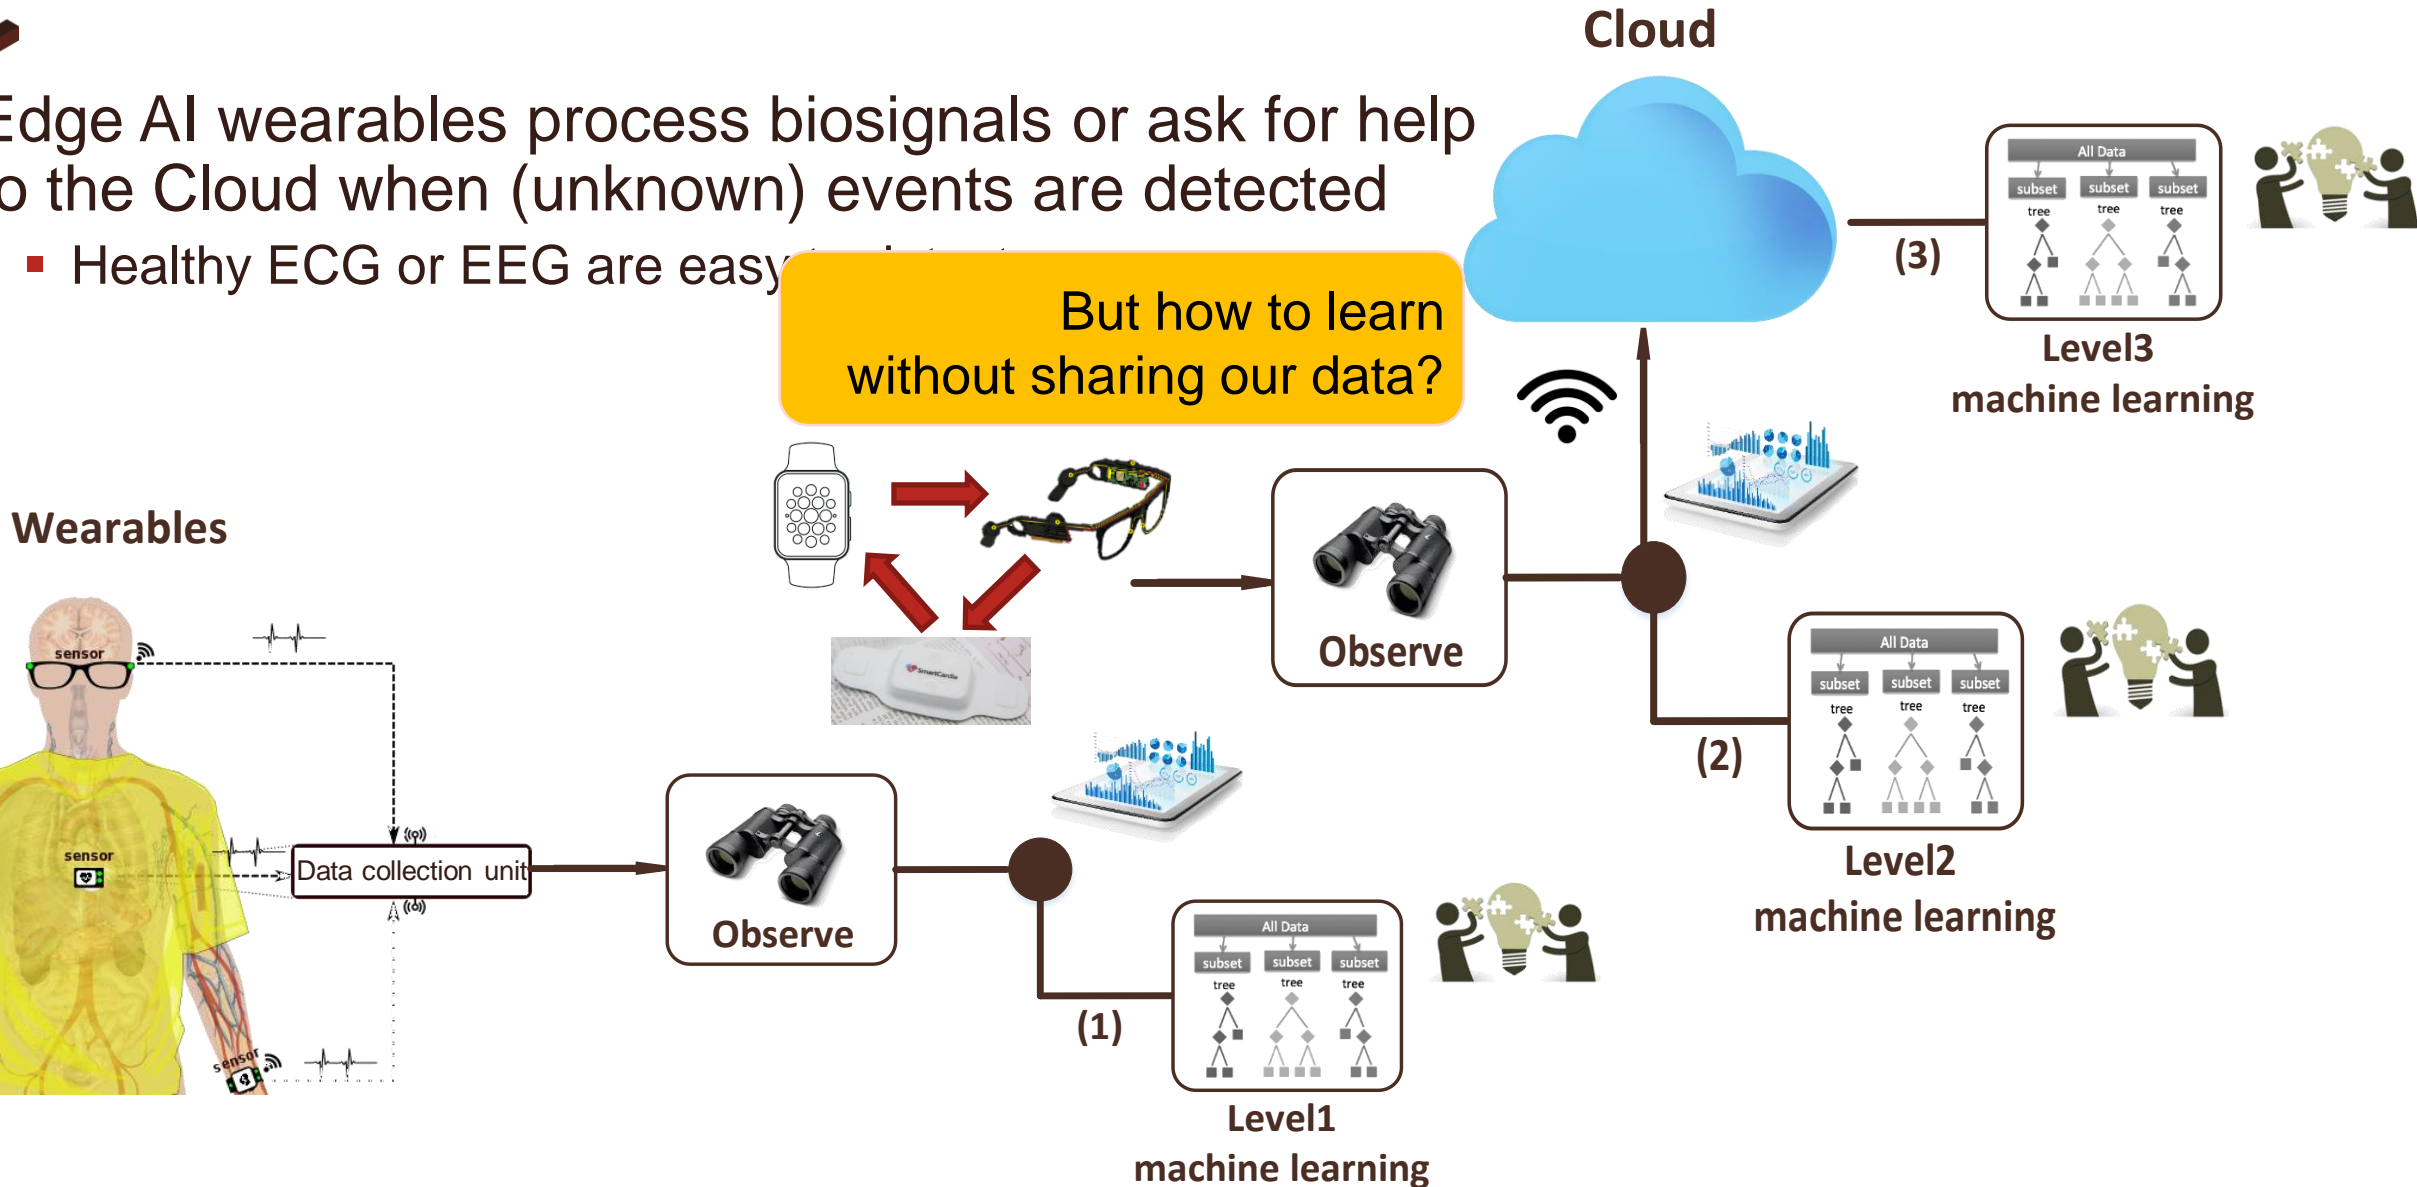 Cloud
Edge AI wearables process biosignals or ask for help
o the Cloud when (unknown) events are detected
Healthy ECG or EEG are easy
But how to learn
without sharing our data?
(3)
All Data
subset subset subset
tree tree tree
Level3
machine learning
Wearables
SmartCardia
Observe
(2)
All Data
subset subset subset
tree tree tree
Level2
machine learning
sensor
sensor
sensor
Data collection unit
Observe
(1)
All Data
subset subset subset
tree tree tree
Level1
machine learning